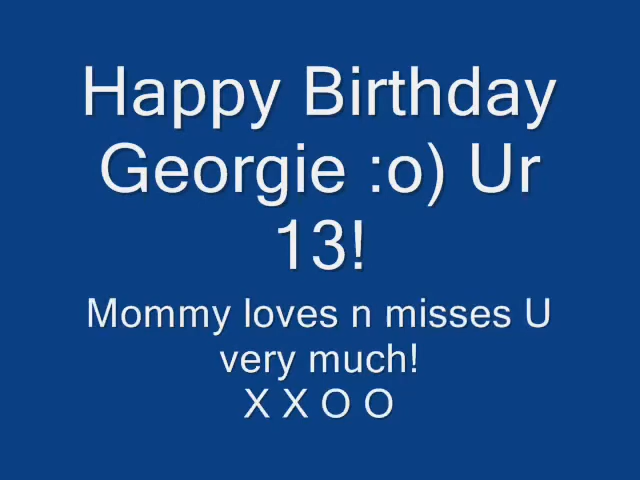 Happy Birthday
Georgie :o) Ur
13!
Mommy loves n misses U
very much!
X X O O